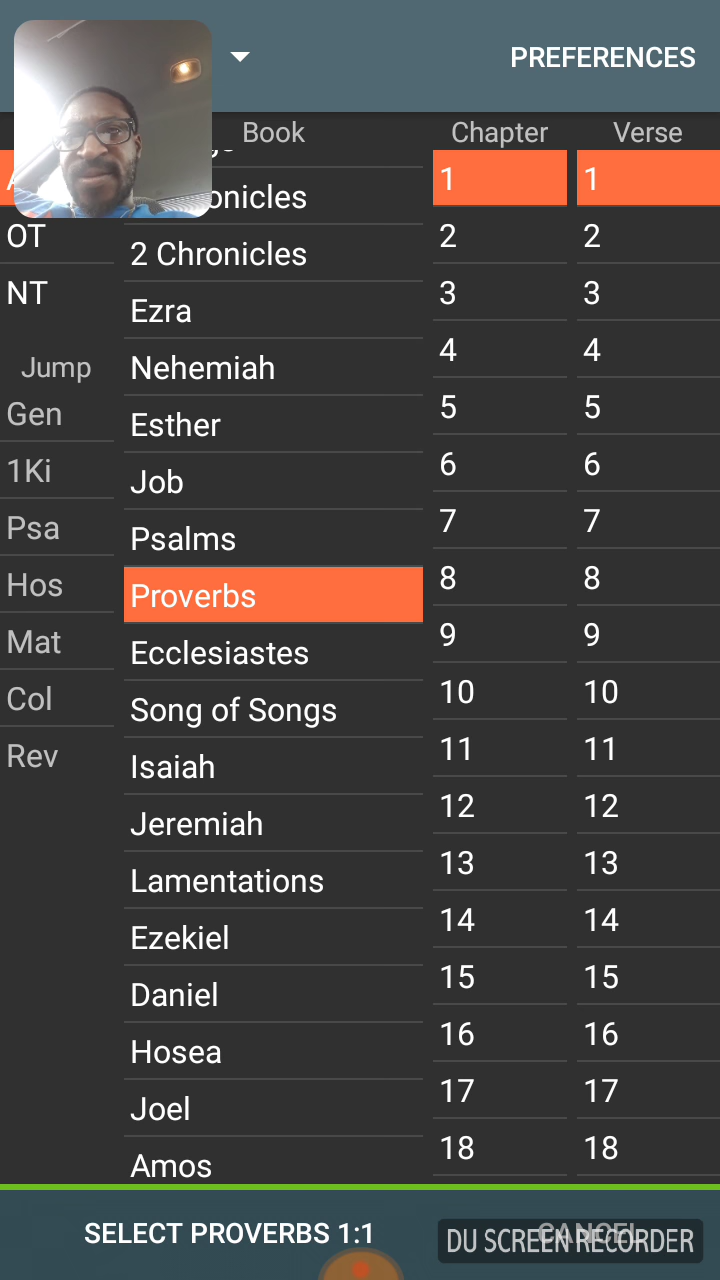 PREFERENCES
Book Chapter Verse
onicles 1 1
OT 2 Chronicles 2 2
NT Ezra 3 3
Jump Nehemiah 4 4
Gen Esther 5 5
1Ki Job 6 6
Psa Psalms 7 7
Hos Proverbs 8 8
Mat Ecclesiastes 9 9
Col Song of Songs 10 10
Rev Isaiah 11 11
Jeremiah 12 12
Lamentations 13 13
Ezekiel 14 14
Daniel 15 15
Hosea 16 16
Joel 17 17
Amos 18 18
SELECT PROVERBS 1:1 CANCEL
DU SCREEN RECORDER